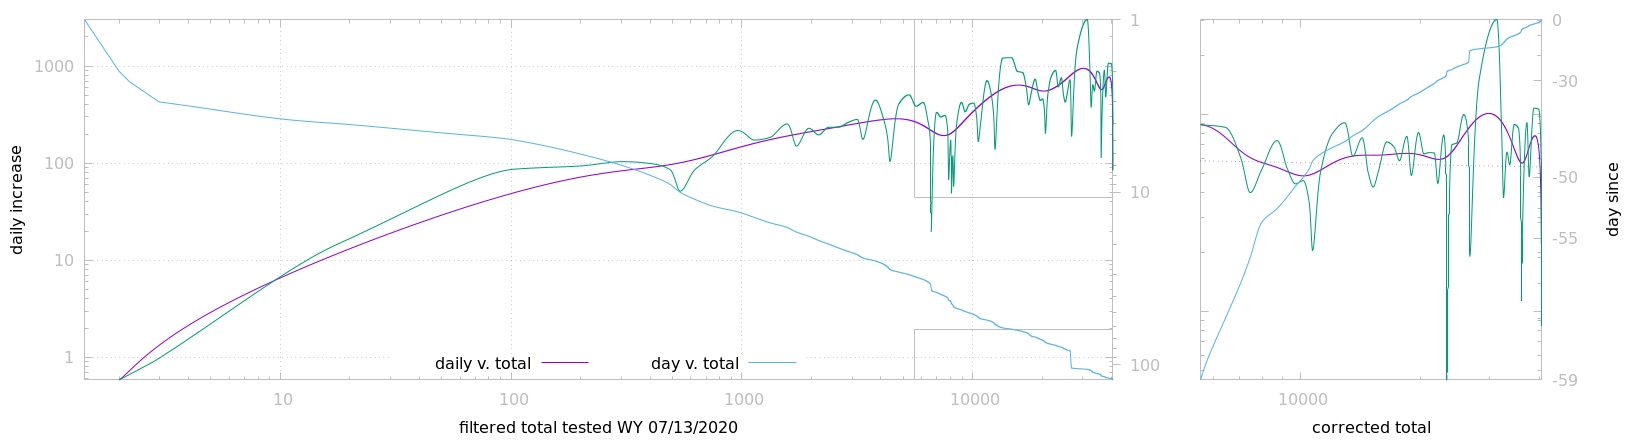 daily increase
1000
100
10
1
daily v. total
day v. total
10
100
1000
10000
filtered total tested WY 07/13/2020
1
10
100
10000
corrected total
0
-30
-50
-55
-59
day since